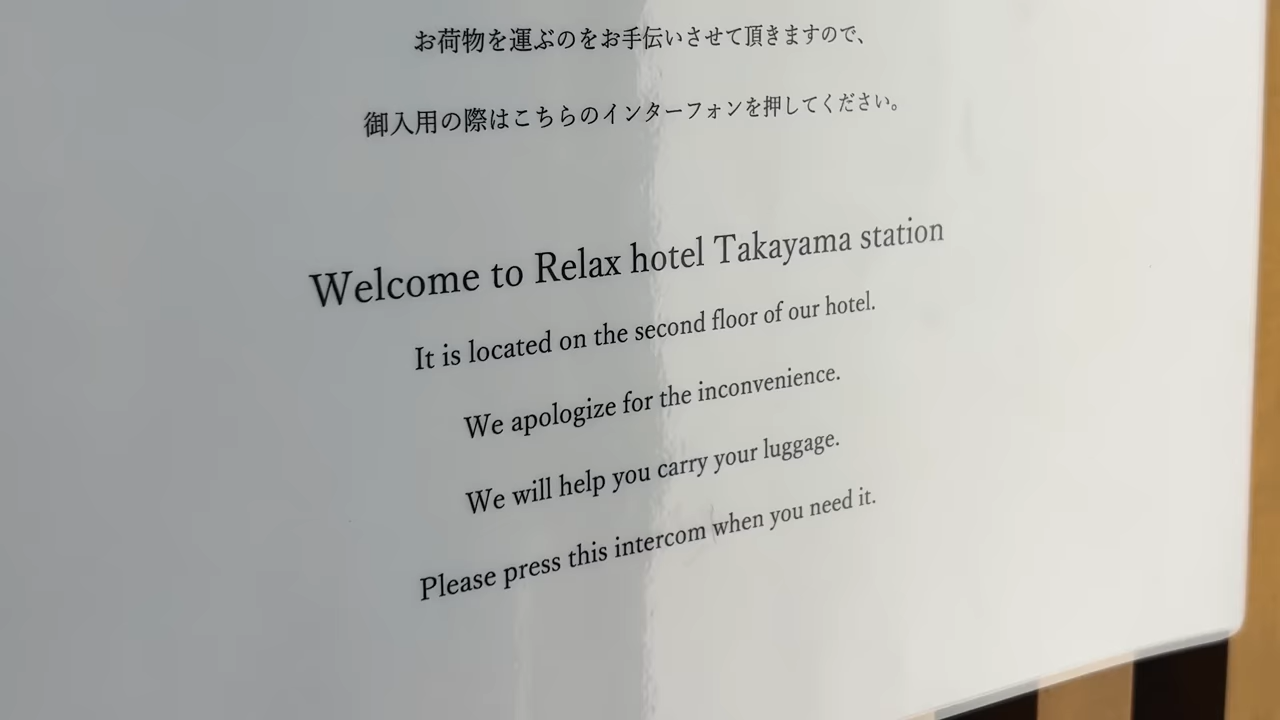 お荷物を運ぶのをお手伝いさせて頂きますので、
御入用の際はこちらのインターフォンを押してください。
Welcome to Relax hotel Takayama station
It is located on the second floor of our hotel.
We apologize for the inconvenience.
We will help you carry your luggage.
Please press this intercom when you need it.